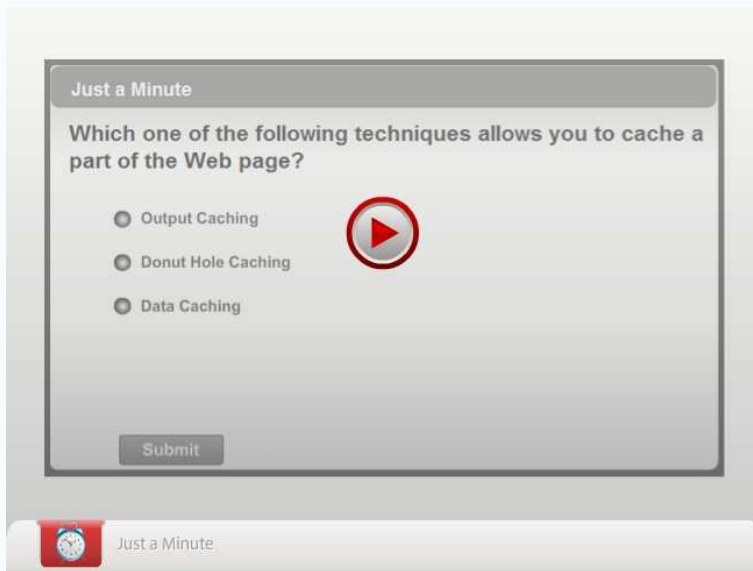 Just a Minute
Which one of the following techniques allows you to cache a
part of the Web page?
Output Caching
Donut Hole Caching
Data Caching
Submit
Just a Minute